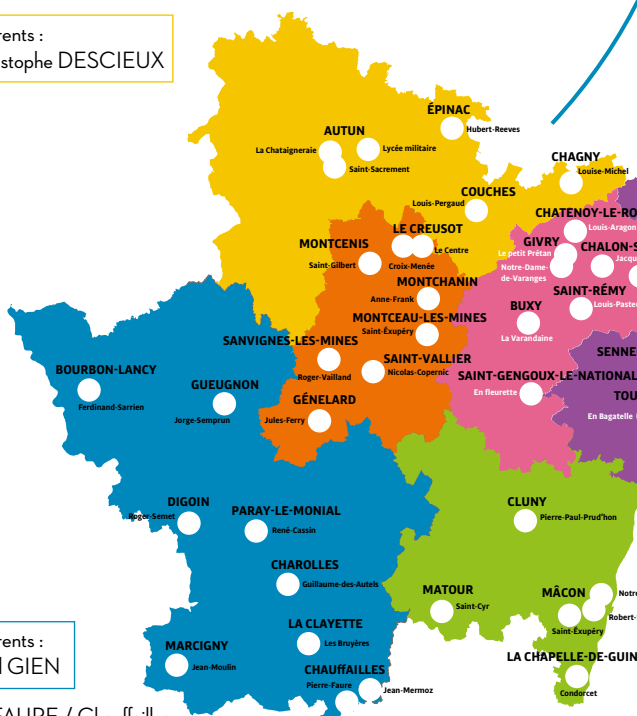 rents :
stophe DESCIEUX
ÉPINAC
Hubert-Reeves
AUTUN
La Chataigneraie
Lycée militaire
Saint-Sacrement
CHAGNY
Louise-Michel
COUCHES
Louis-Pergaud
CHATENOY-LE-RO
Louis-Aragon
LE CREUSOT
Le Centre
Croix-Menée
MONTCENIS
Saint-Gilbert
GIVRY
Le petit Prétan
Notre-Dame-
de-Varanges
CHALON-S
Jacqu
MONTCHANIN
Anne-Frank
SAINT-RÉMY
Louis-Paste
BUXY
La Varandaine
MONTCEAU-LES-MINES
Saint-Éxupéry
SANVIGNES-LES-MINES
Roger-Vailland
SAINT-VALLIER
Nicolas-Copernic
SENNE
BOURBON-LANCY
Ferdinand-Sarrien
GUEUGNON
Jorge-Semprun
SAINT-GENGOUX-LE-NATIONAL
En fleurette
TOU
En Bagatelle
GÉNELARD
Jules-Ferry
DIGOIN
Roger-Semet
PARAY-LE-MONIAL
René-Cassin
CLUNY
Pierre-Paul-Prud'hon
CHAROLLES
Guillaume-des-Autels
MATOUR
Saint-Cyr
MÂCON
Notre
Robert-
Saint-Exupéry
LA CLAYETTE
Les Bruyères
rents :
GIEN
MARCIGNY
Jean-Moulin
CHAUffAILLES
Pierre-Faure
Jean-Mermoz
LA CHAPELLE-DE-GUIN
Condorcet